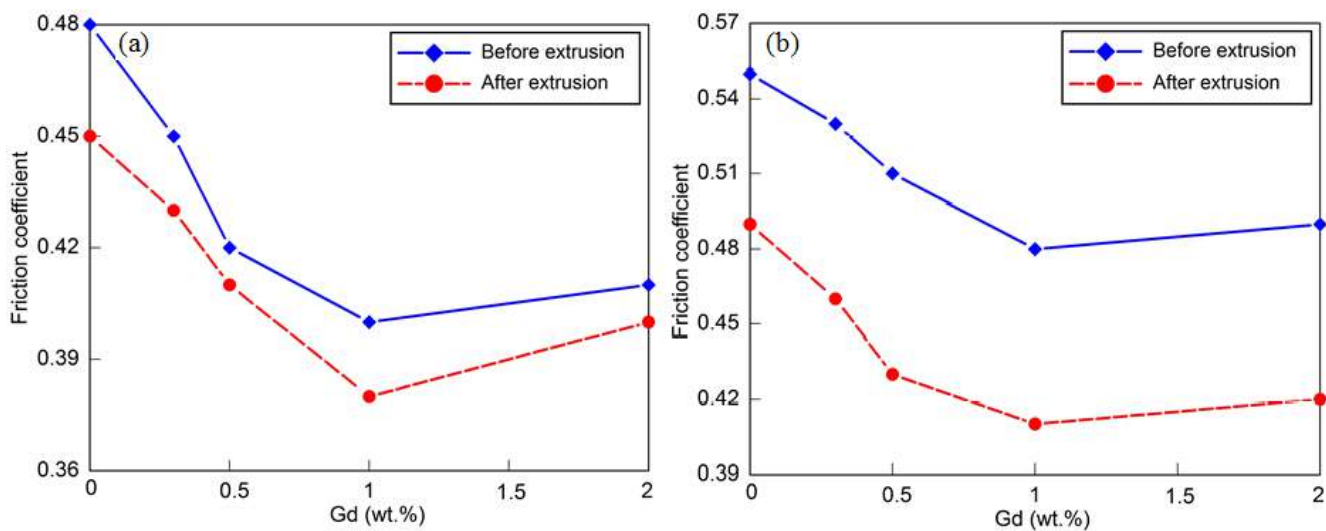 (a)
Before extrusion
After extrusion
Friction coefficient
0.48
0.45
0.42
0.39
0.36
0
0.5
1
1.5
2
Gd (wt.%)
(b)
Before extrusion
After extrusion
Friction coefficient
0.57
0.54
0.51
0.48
0.45
0.42
0.39
0
0.5
1
1.5
2
Gd (wt.%)